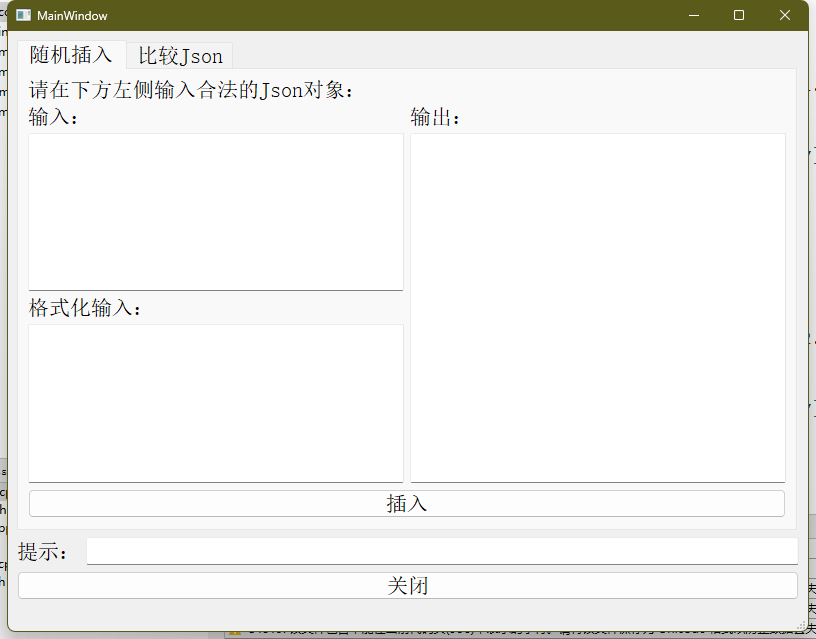 MainWindow
随机插入
比较Json
请在下方左侧输入合法的Json对象:
输入:
输出:
格式化输入:
插入
提示:
关闭